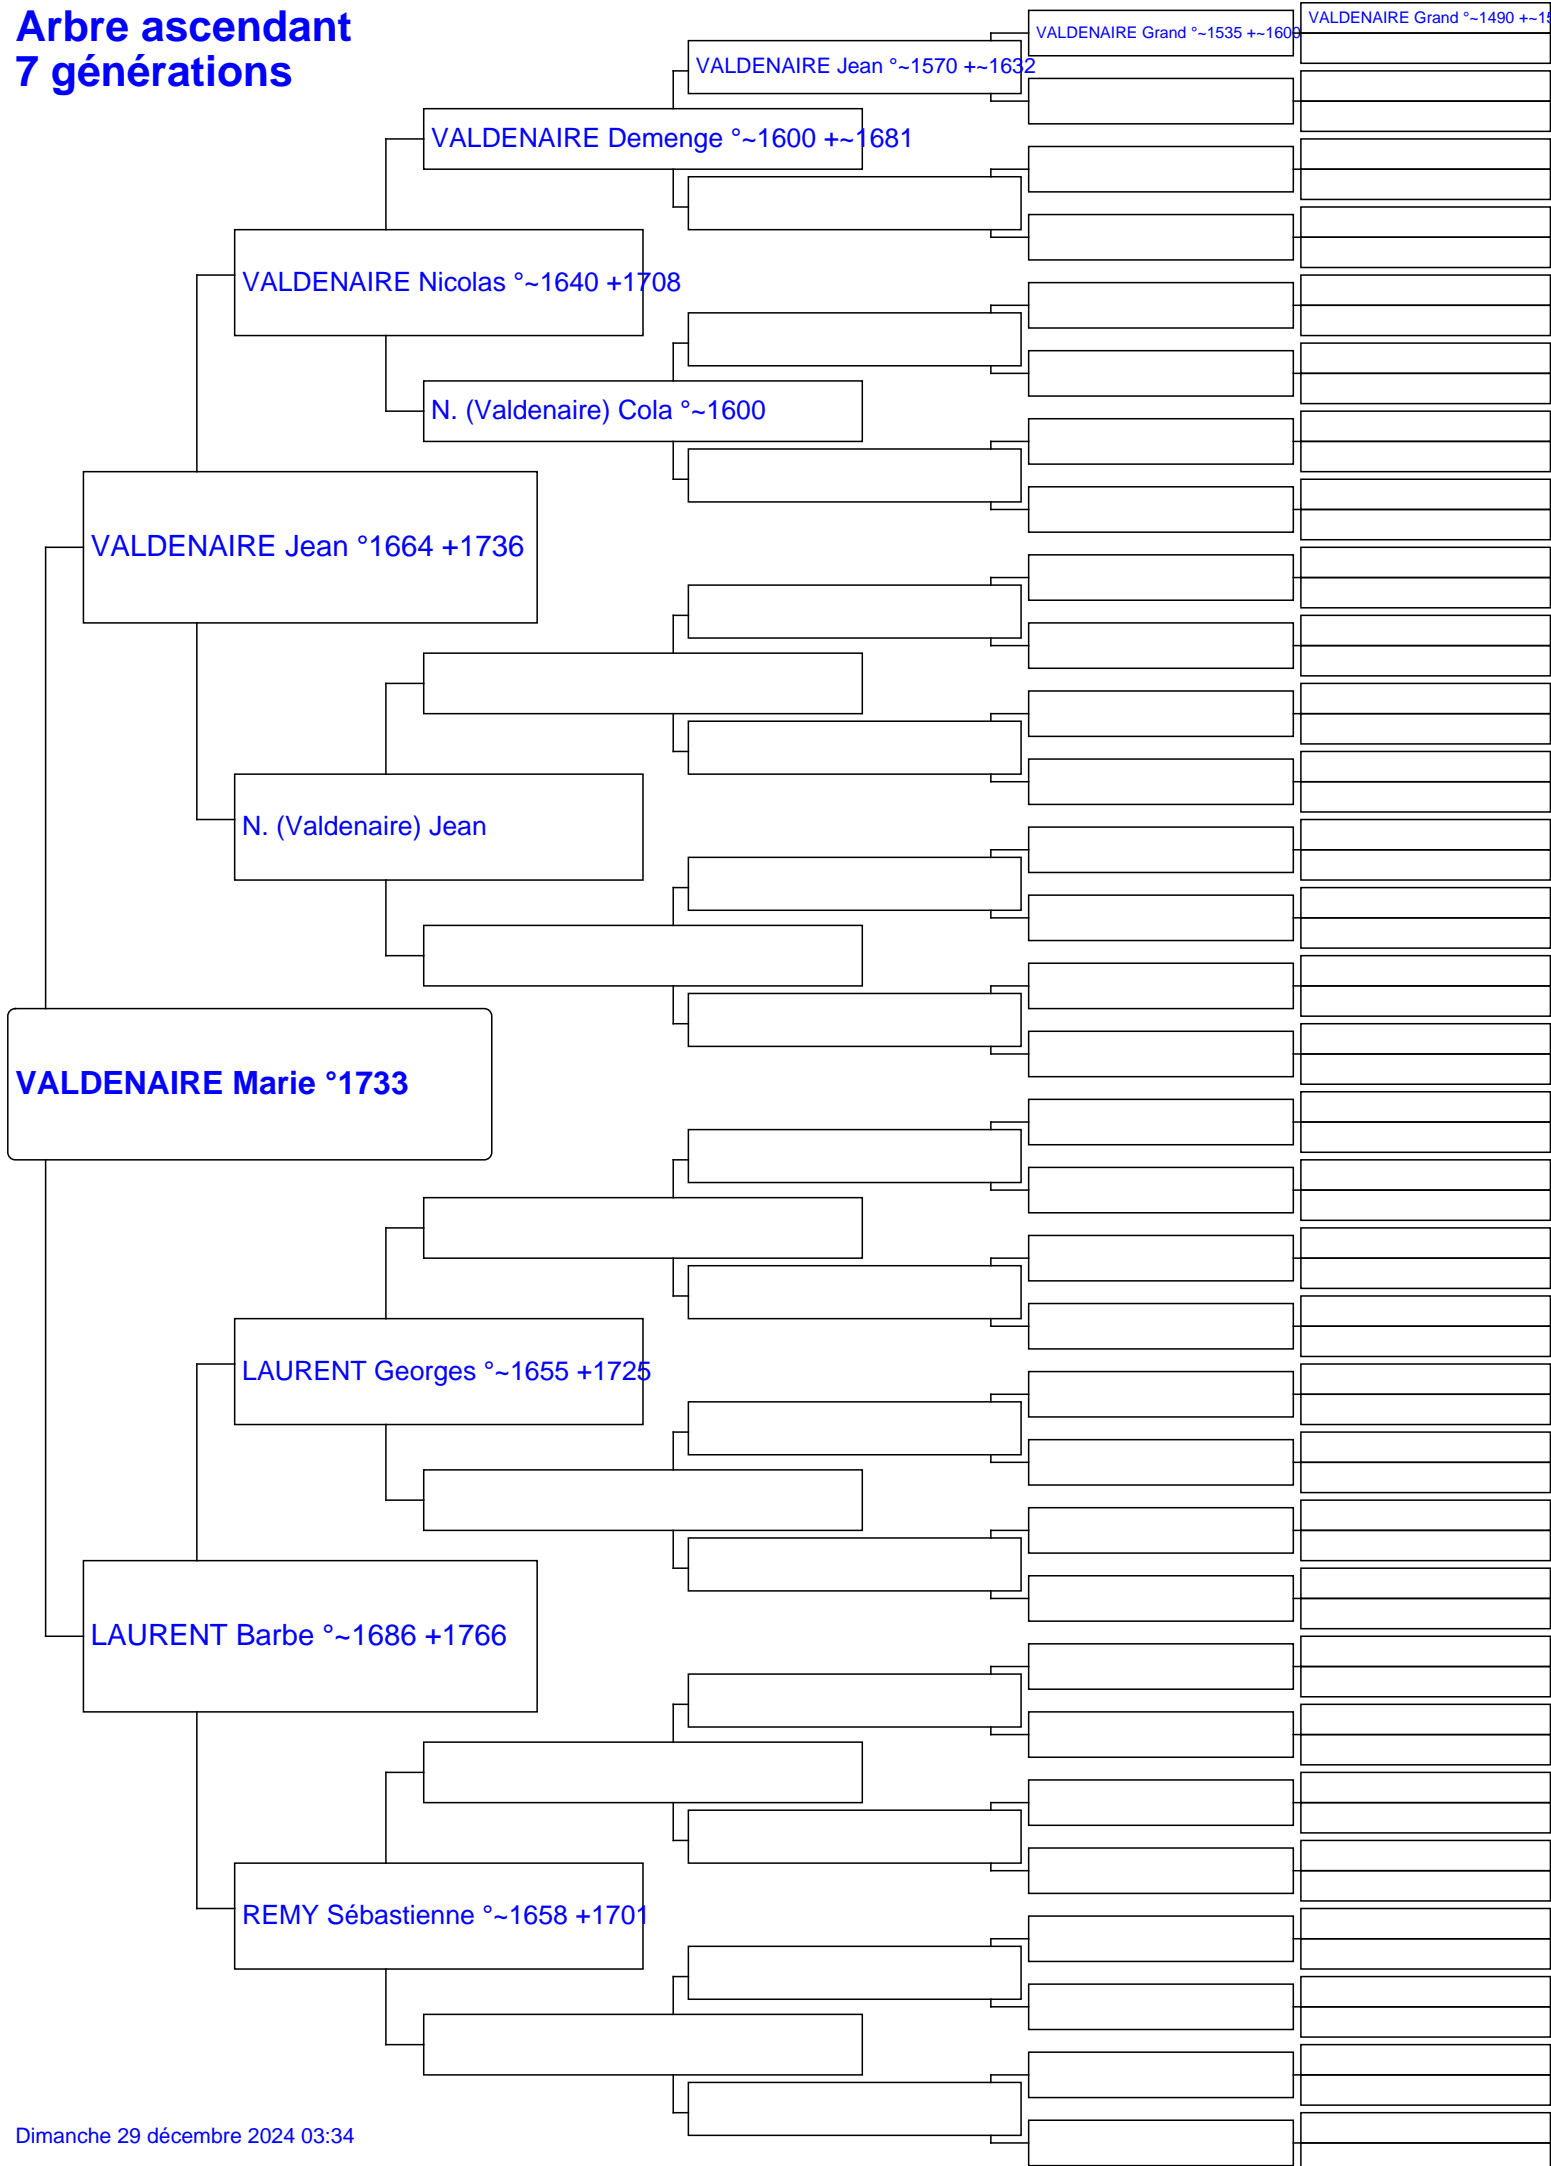 Arbre ascendant
7 générations
VALDENAIRE Grand °~1535 +~1600
VALDENAIRE Grand °~1490 +~15
VALDENAIRE Jean °~1570 +~1632
VALDENAIRE Demenge °~1600 +~1681
VALDENAIRE Nicolas °~1640 +1708
N. (Valdenaire) Cola °~1600
VALDENAIRE Jean °1664 +1736
N. (Valdenaire) Jean
VALDENAIRE Marie °1733
LAURENT Georges °~1655 +1725
LAURENT Barbe °~1686 +1766
REMY Sébastienne °~1658 +1701
Dimanche 29 décembre 2024 03:34